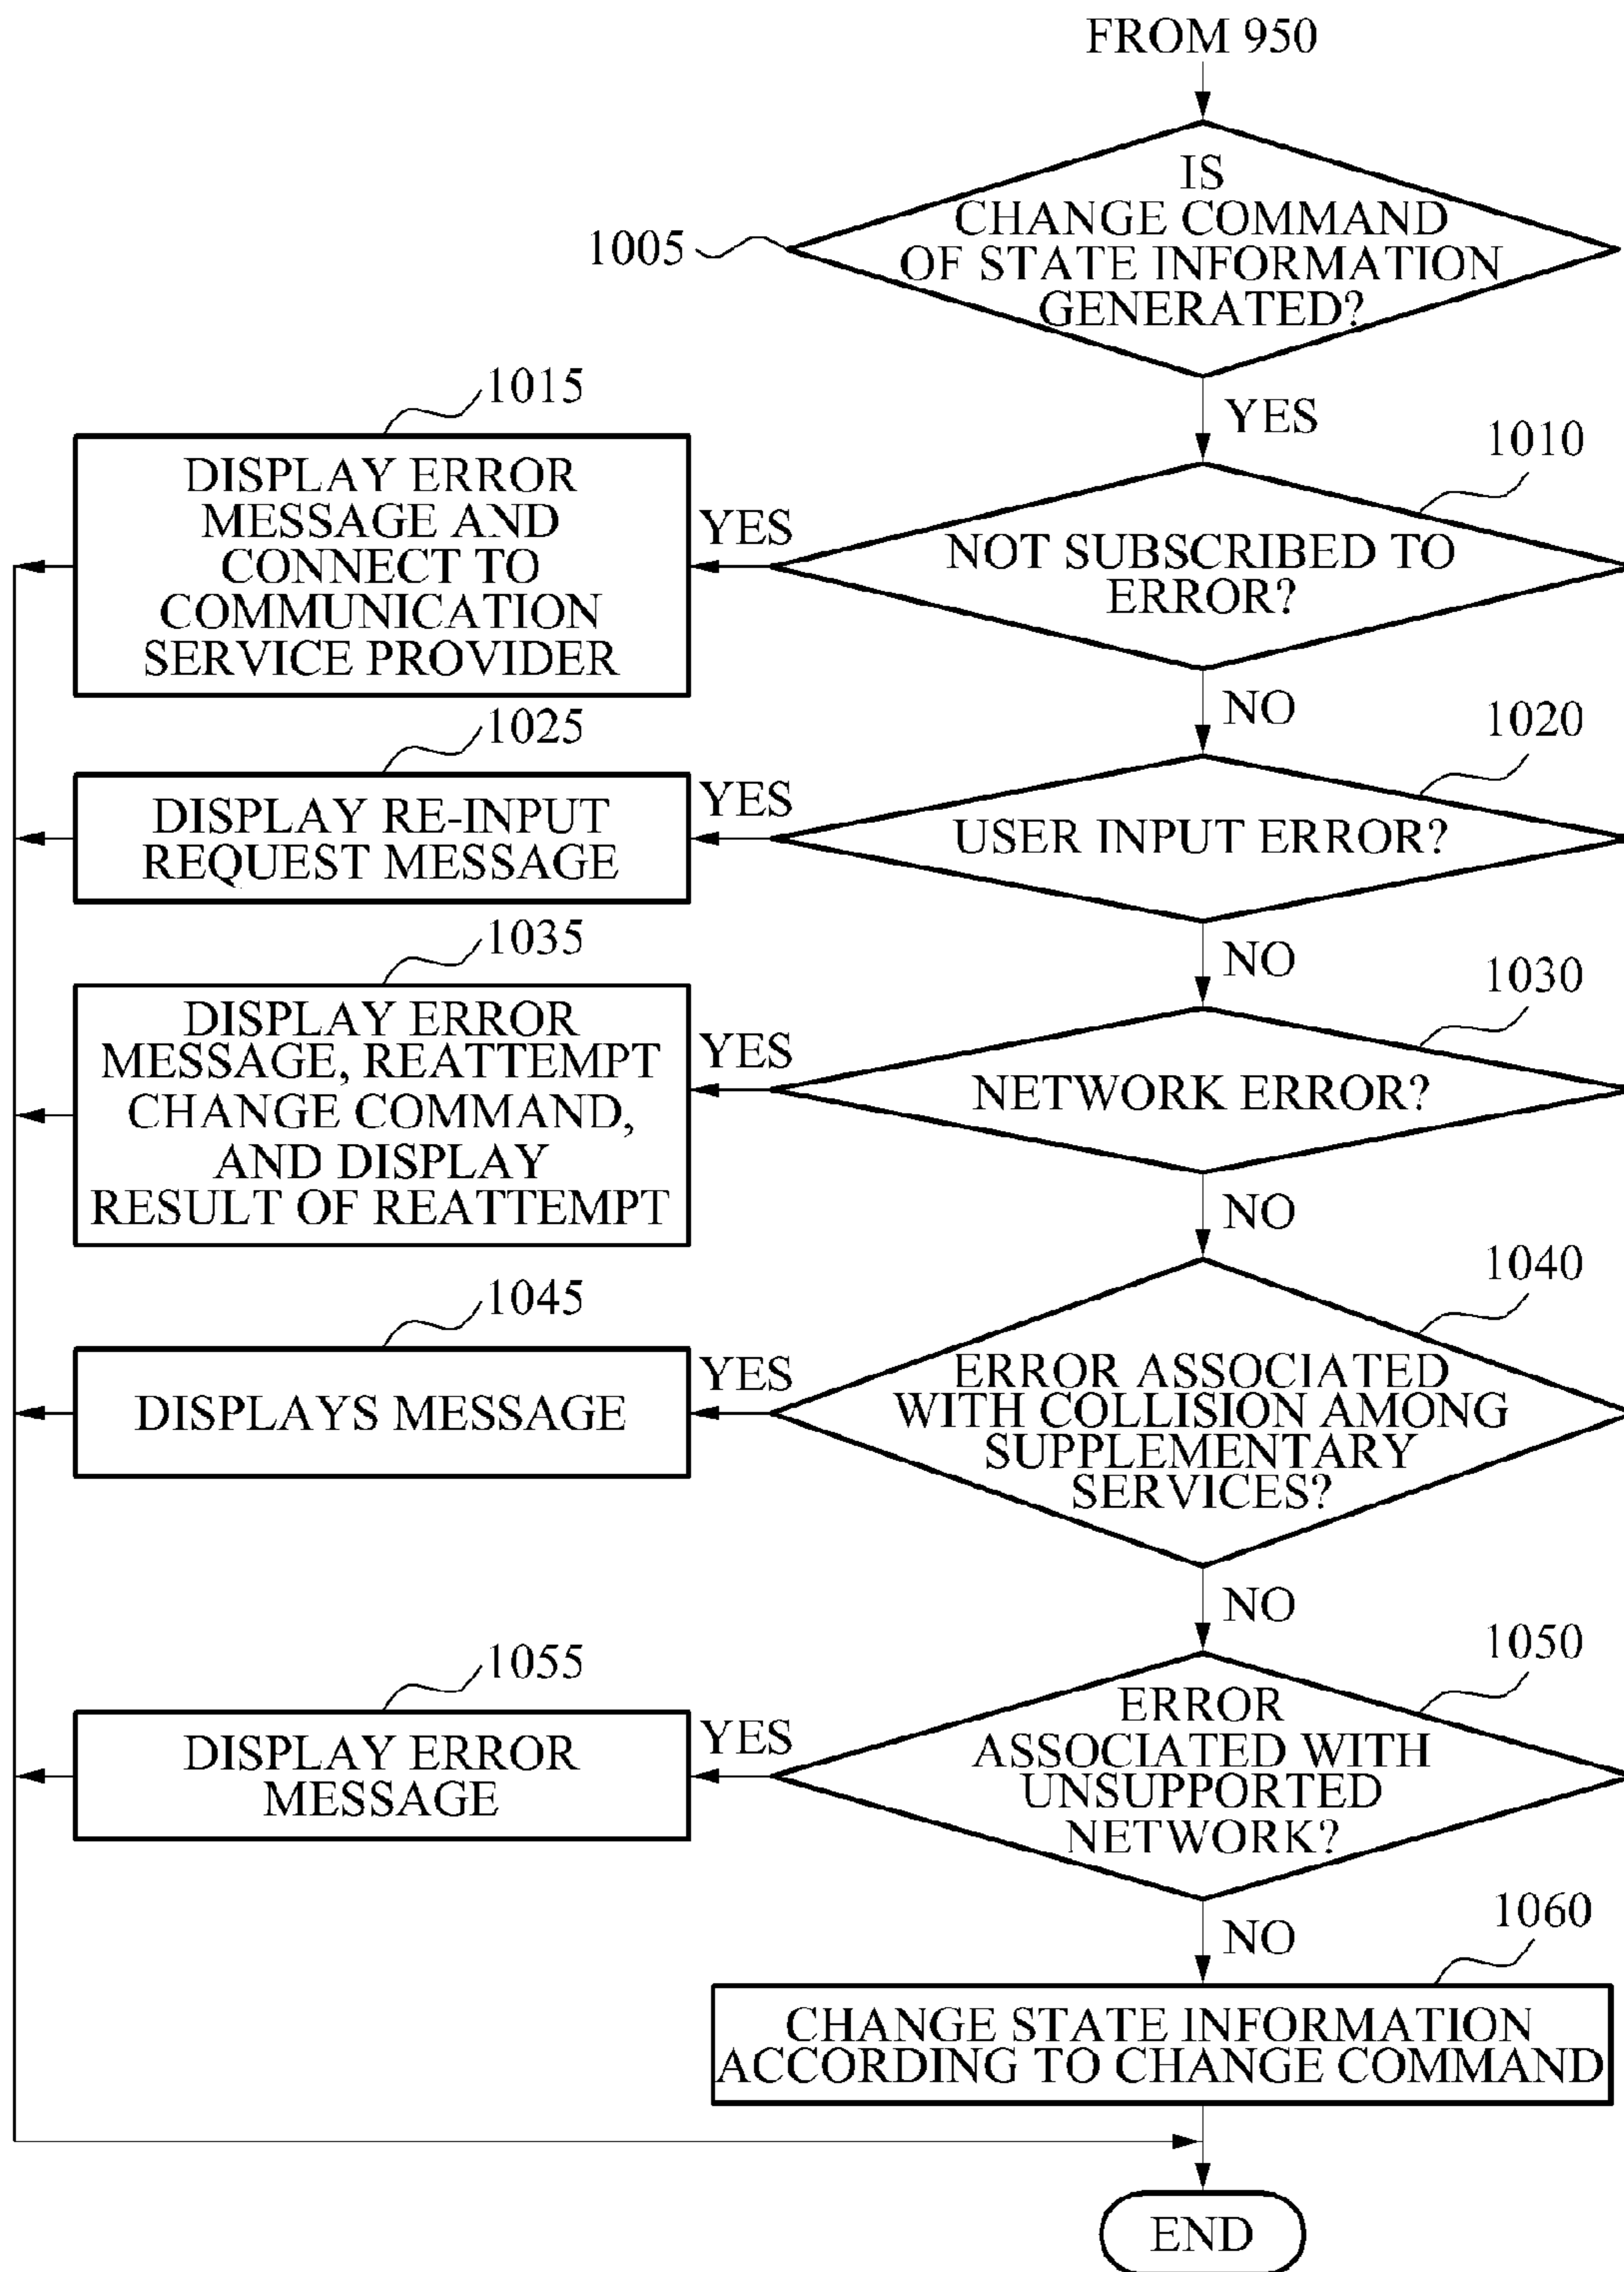 FROM 950
IS
CHANGE COMMAND
OF STATE INFORMATION
GENERATED?
1005
YES
1015
DISPLAY ERROR
MESSAGE AND
CONNECT TO
COMMUNICATION
SERVICE PROVIDER
YES
1010
NOT SUBSCRIBED TO
ERROR?
NO
1025
DISPLAY RE-INPUT
REQUEST MESSAGE
YES
1020
USER INPUT ERROR?
NO
1035
DISPLAY ERROR
MESSAGE, REATTEMPT
CHANGE COMMAND,
AND DISPLAY
RESULT OF REATTEMPT
YES
1030
NETWORK ERROR?
NO
1045
DISPLAYS MESSAGE
YES
1040
ERROR ASSOCIATED
WITH COLLISION AMONG
SUPPLEMENTARY
SERVICES?
NO
1055
DISPLAY ERROR
MESSAGE
YES
1050
ERROR
ASSOCIATED WITH
UNSUPPORTED
NETWORK?
NO
1060
CHANGE STATE INFORMATION
ACCORDING TO CHANGE COMMAND
END